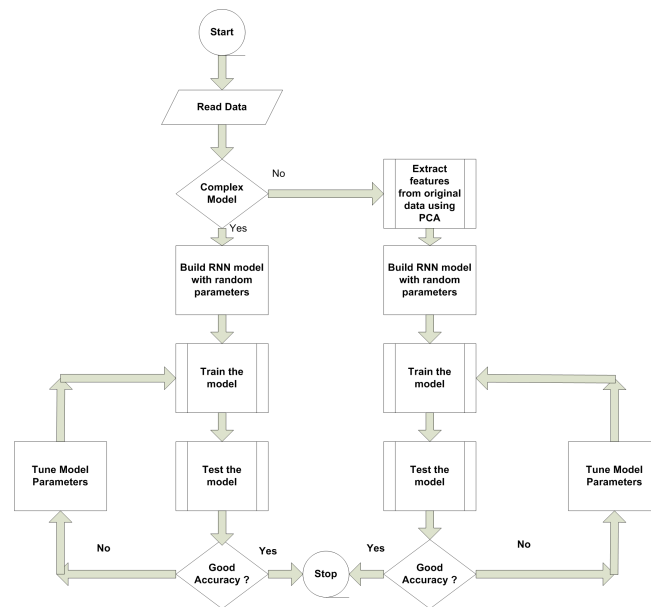 Start
Read Data
Complex
Model
No
Yes
Extract
features
from original
data using
PCA
Build RNN model
with random
parameters
Build RNN model
with random
parameters
Train the
model
Train the
model
Tune Model
Parameters
Test the
model
Test the
model
Tune Model
Parameters
No
Good
Accuracy ?
Yes
Stop
Yes
Good
Accuracy ?
No